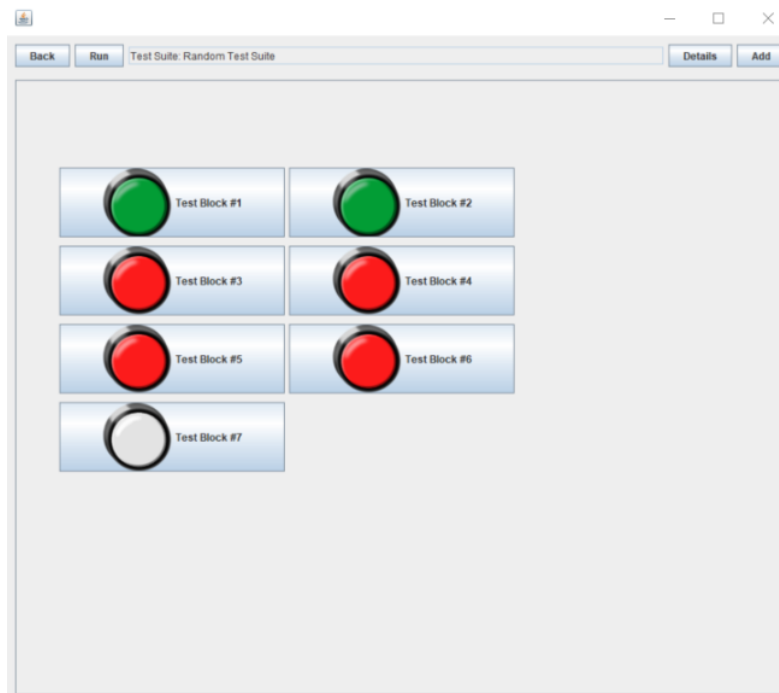 Back Run Test Suite: Random Test Suite Details Add
Test Block #1 Test Block #2
Test Block #3 Test Block #4
Test Block #5 Test Block #6
Test Block #7